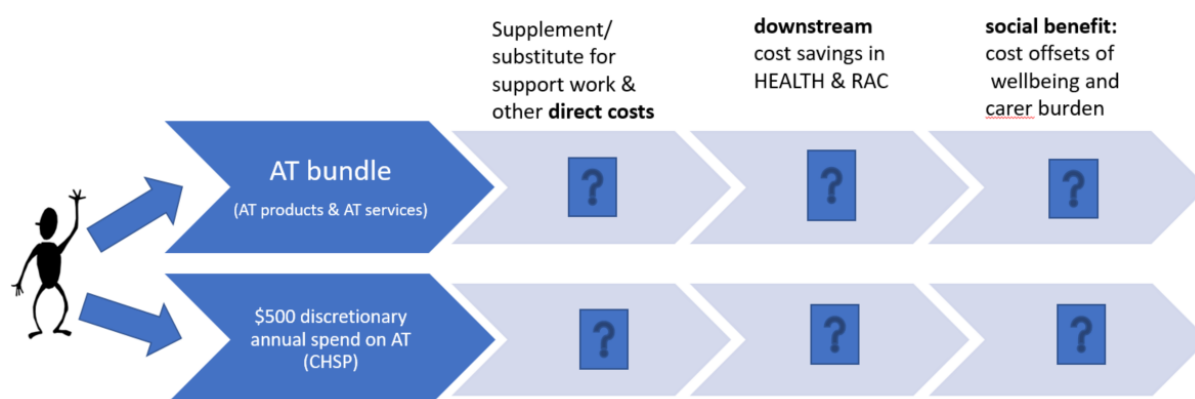 Supplement/
substitute for
support work &
other direct costs
downstream
cost savings in
HEALTH & RAC
social benefit:
cost offsets of
wellbeing and
carer burden
AT bundle
(AT products & AT services)
?
?
?
$500 discretionary
annual spend on AT
(CHSP)
?
?
?